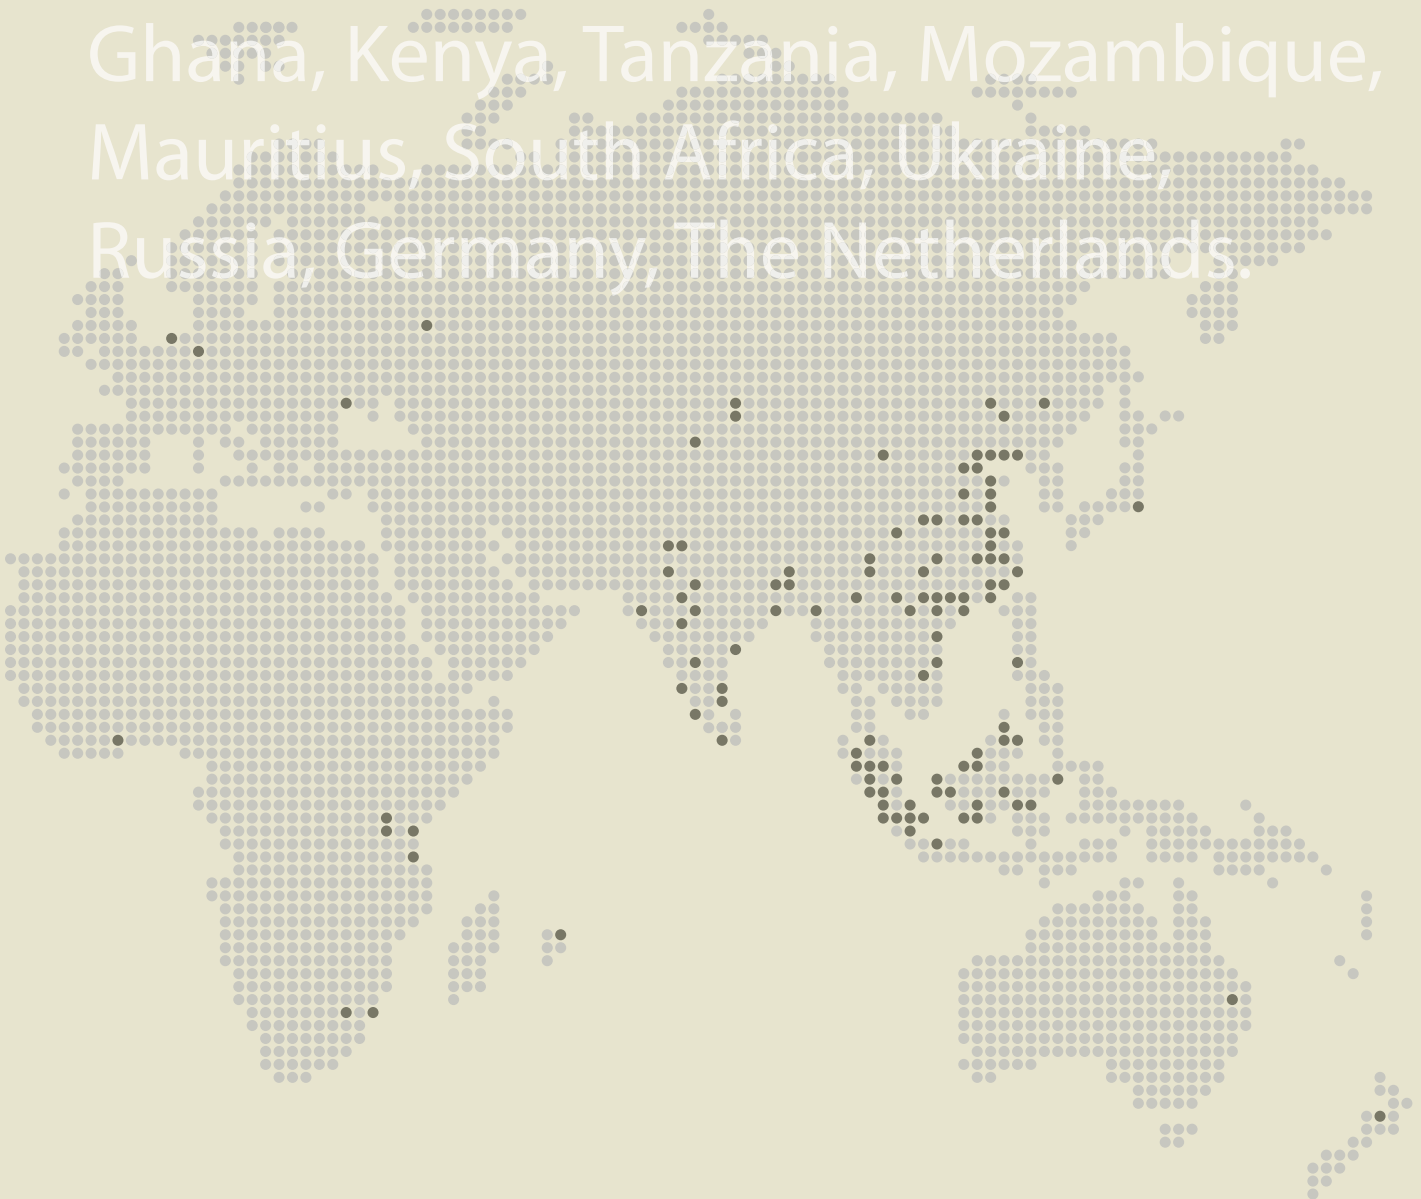 Ghana, Kenya, Tanzania, Mozambique,
Mauritius, South Africa, Ukraine,
Russia, Germany, The Netherlands.